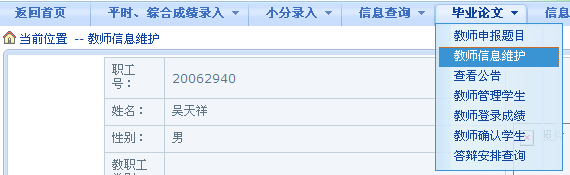 返回首页 平时、综合成绩录入 小分录入 信息查询 毕业论文 信息
当前位置 -- 教师信息维护
教师申报题目
教师信息维护
查看公告
教师管理学生
教师登录成绩
教师确认学生
答辩安排查询
职工
号： 20062940
姓名： 吴天祥
性别： 男
教职工